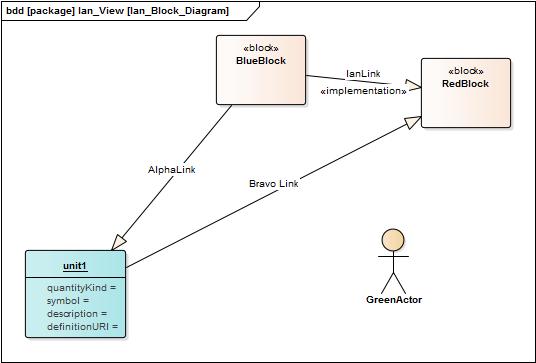 bdd [package] Ian_View [Ian_Block_Diagram]
«block»
BlueBlock
IanLink
«implementation»
«block»
RedBlock
AlphaLink
Bravo Link
unit1
quantityKind =
symbol =
description =
definitionURI =
GreenActor